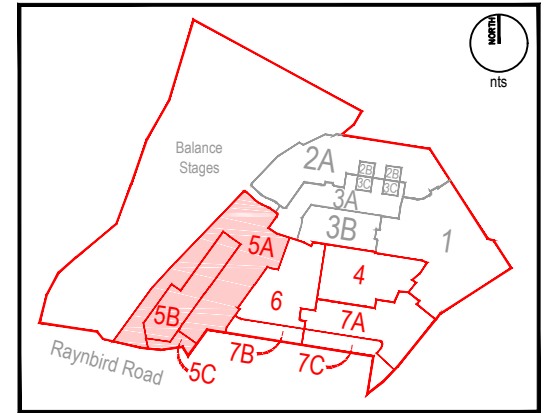 NORTH
nts
Balance
Stages
2A
2B
2B
3C
3C
3A
3B
1
5A
4
6
7A
5B
Raynbird Road
5C
7B
7C